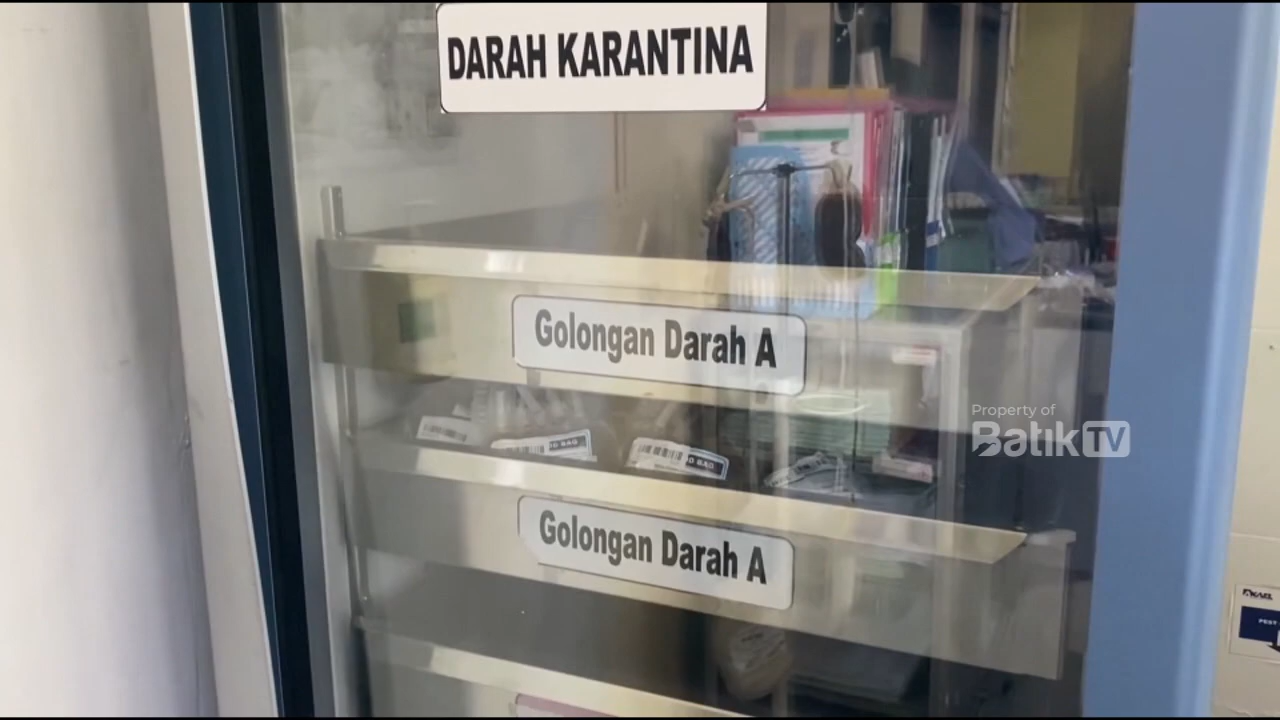 DARAH KARANTINA
Golongan Darah A
Property of
BatikTV
Golongan Darah A